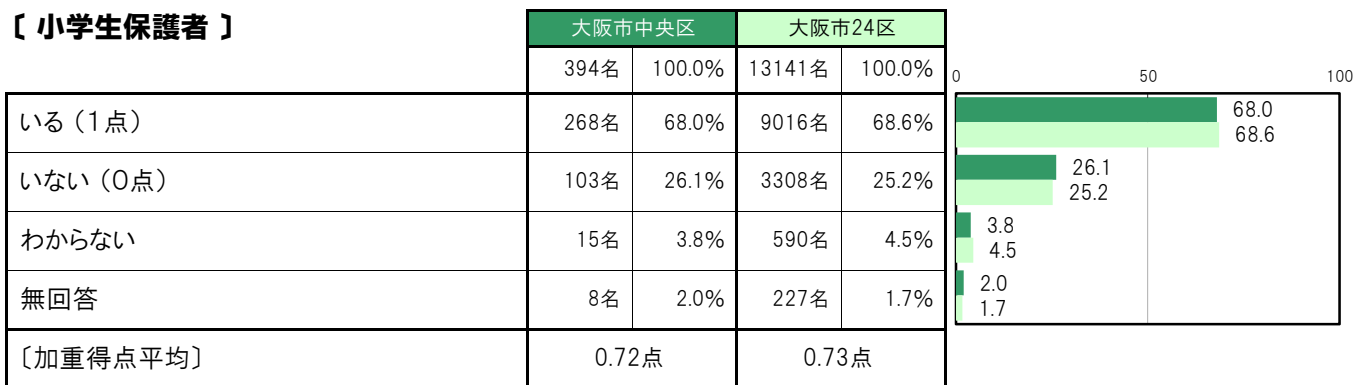 〔 小学生保護者 〕
大阪市中央区 大阪市24区
394名 100.0% 13141名 100.0%
0 50 100
いる（１点） 268名 68.0% 9016名 68.6%
68.0
68.6
いない（０点） 103名 26.1% 3308名 25.2%
26.1
25.2
わからない 15名 3.8% 590名 4.5%
3.8
4.5
無回答 8名 2.0% 227名 1.7%
2.0
1.7
〔加重得点平均〕 0.72点 0.73点